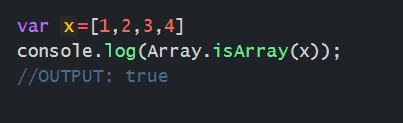 var x=[1,2,3,4]
console.log(Array.isArray(x));
//OUTPUT: true